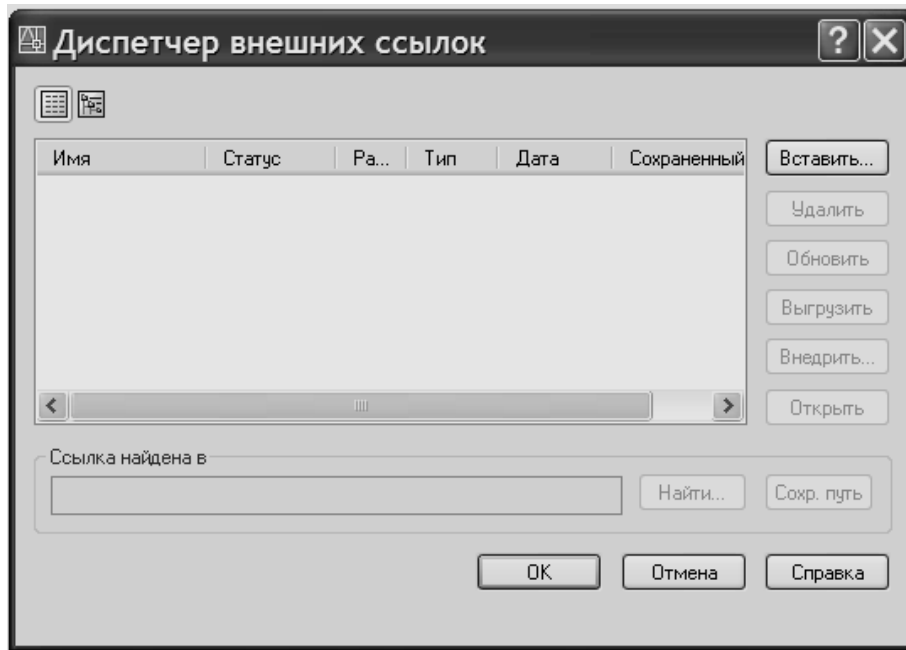 Диспетчер внешних ссылок
Имя Статус Ра... Тип Дата Сохраненный
Вставить...
Удалить
Обновить
Выгрузить
Внедрить...
Открыть
Ссылка найдена в
Найти... Сохр. путь
OK Отмена Справка